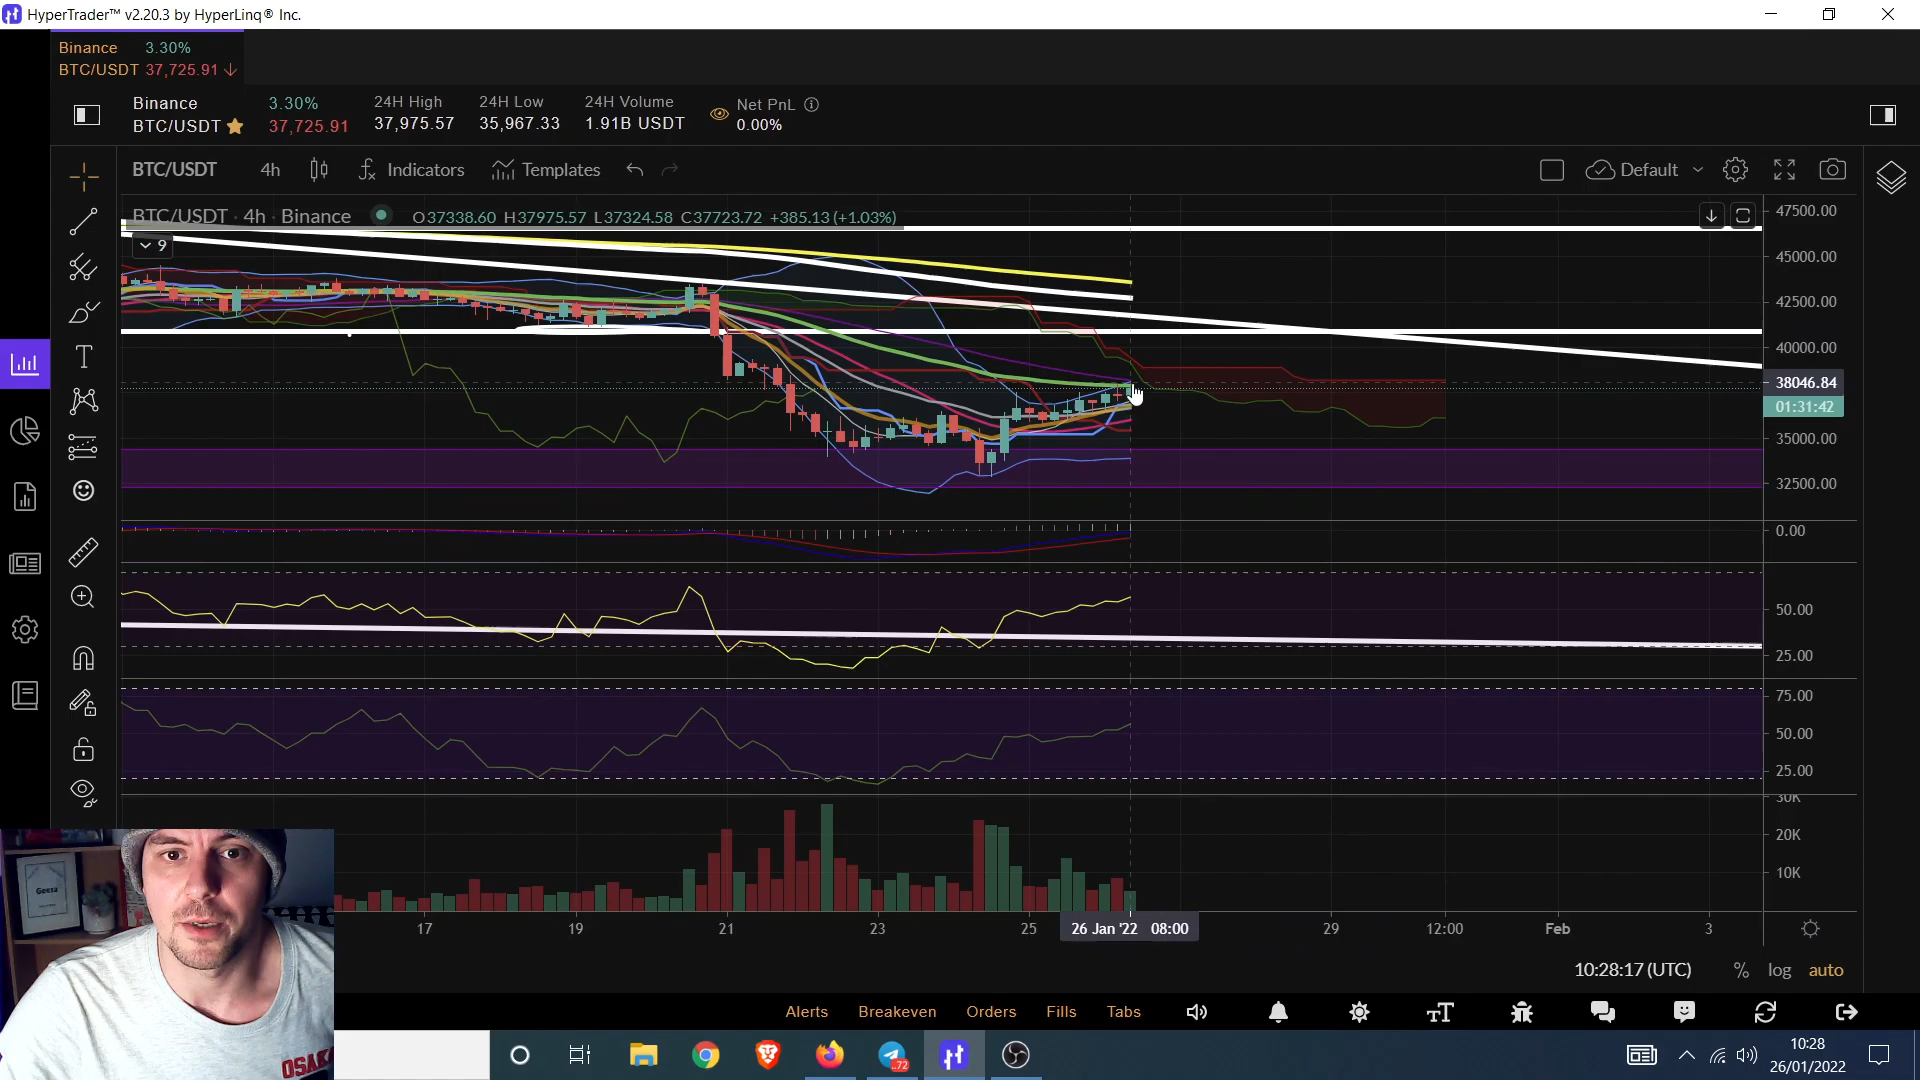 HyperTrader™ v2.20.3 by HyperLinq® Inc.
Binance 3.30%
BTC/USDT 37,725.91
Binance 3.30% 24H High 24H Low 24H Volume Net PnL
BTC/USDT 37,725.91 37,975.57 35,967.33 1.91B USDT 0.00%
BTC/USDT 4h Indicators Templates Default
BTC/USDT · 4h · Binance O37338.60 H37975.57 L37324.58 C37723.72 +385.13 (+1.03%)
9
47500.00
45000.00
42500.00
40000.00
38046.84
01:31:42
35000.00
32500.00
0.00
50.00
25.00
75.00
50.00
25.00
30K
20K
10K
17 19 21 23 25 26 Jan '22 08:00 29 12:00 Feb 3
10:28:17 (UTC) % log auto
Alerts Breakeven Orders Fills Tabs
Geeza
OSAKA
..72
10:28
26/01/2022